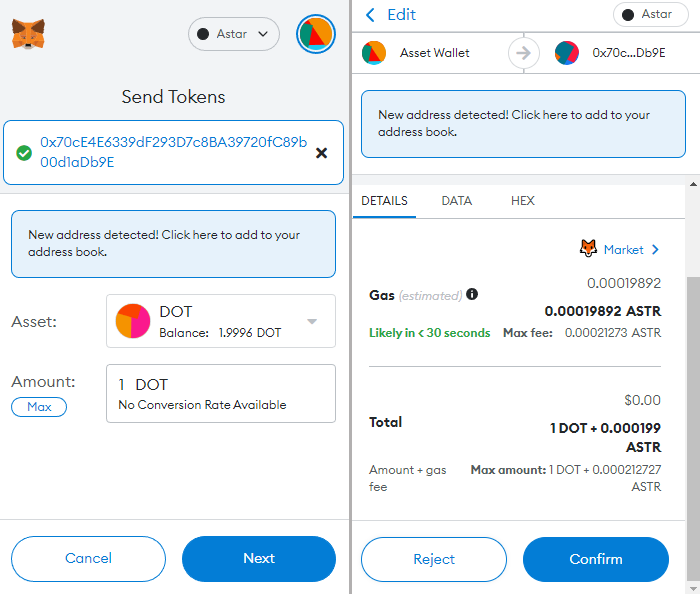 Astar
Send Tokens
0x70cE4E6339dF293D7c8BA39720fC89b
00d1aDb9E
New address detected! Click here to add to your
address book.
Asset:
DOT
Balance: 1.9996 DOT
Amount:
Max
1 DOT
No Conversion Rate Available
Cancel
Next
Edit
Astar
Asset Wallet
0x70c...Db9E
New address detected! Click here to add to your
address book.
DETAILS
DATA
HEX
Market
0.00019892
Gas (estimated)
0.00019892 ASTR
Likely in < 30 seconds
Max fee: 0.00021273 ASTR
$0.00
Total
1 DOT + 0.000199
ASTR
Amount + gas
fee
Max amount: 1 DOT + 0.000212727
ASTR
Reject
Confirm